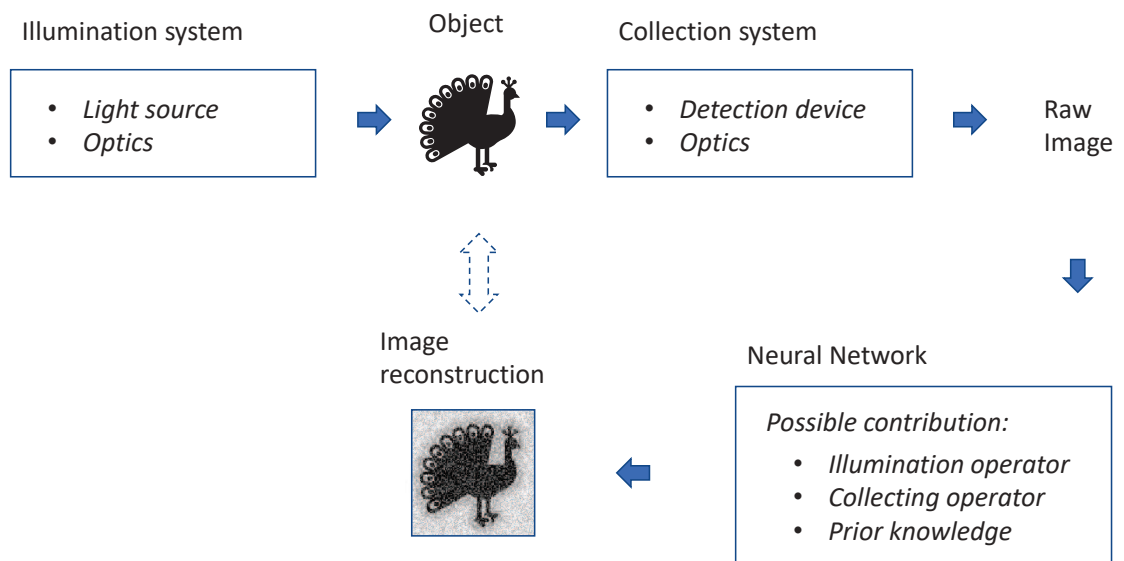 Illumination system
Object
Collection system
• Light source
• Optics
• Detection device
• Optics
Raw
Image
Image
reconstruction
Neural Network
Possible contribution:
• Illumination operator
• Collecting operator
• Prior knowledge